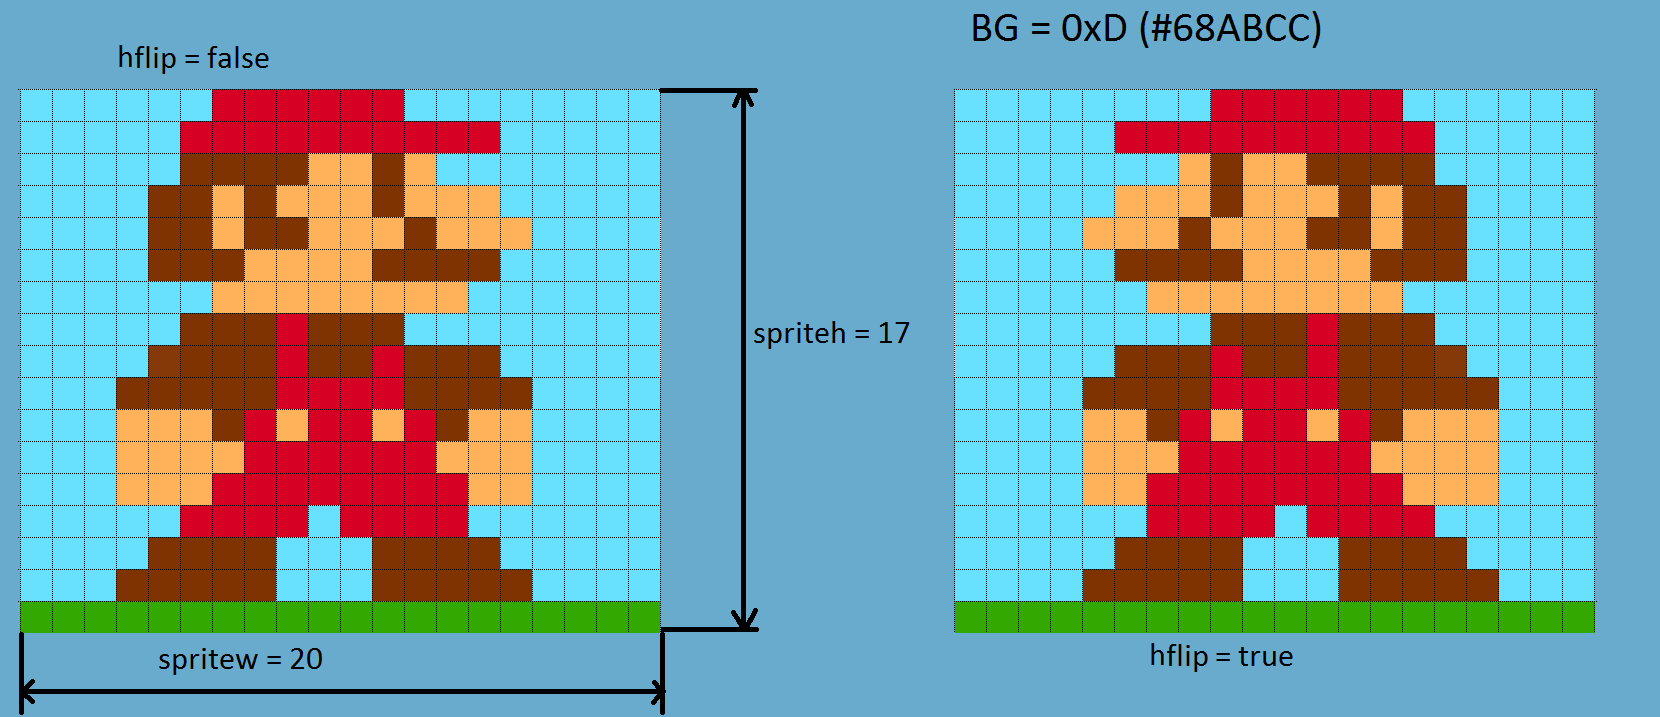 BG = 0xD (#68ABCC)
hflip = false
spriteh = 17
spritew = 20
hflip = true